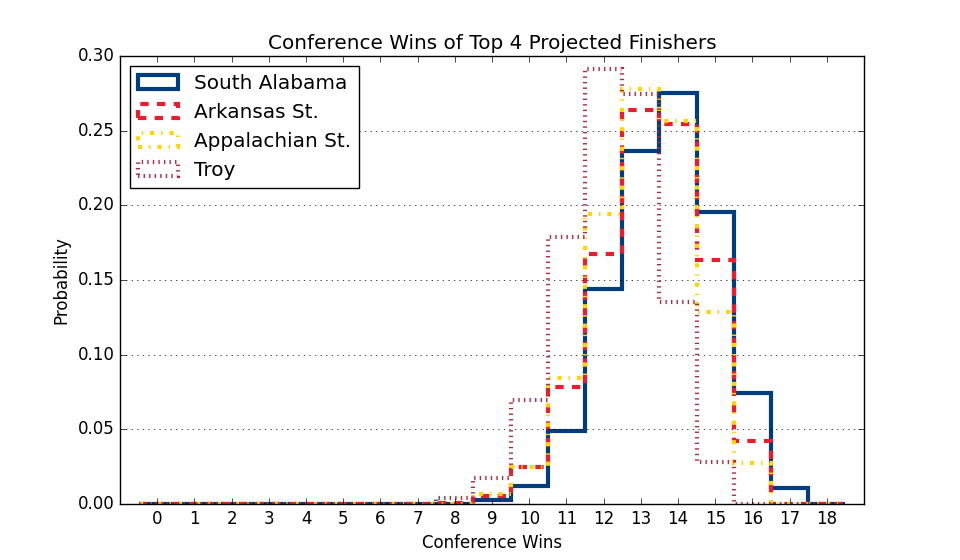 Conference Wins of Top 4 Projected Finishers
South Alabama
Arkansas St.
Appalachian St.
Troy
Probability
0.30
0.25
0.20
0.15
0.10
0.05
0.00
0 1 2 3 4 5 6 7 8 9 10 11 12 13 14 15 16 17 18
Conference Wins